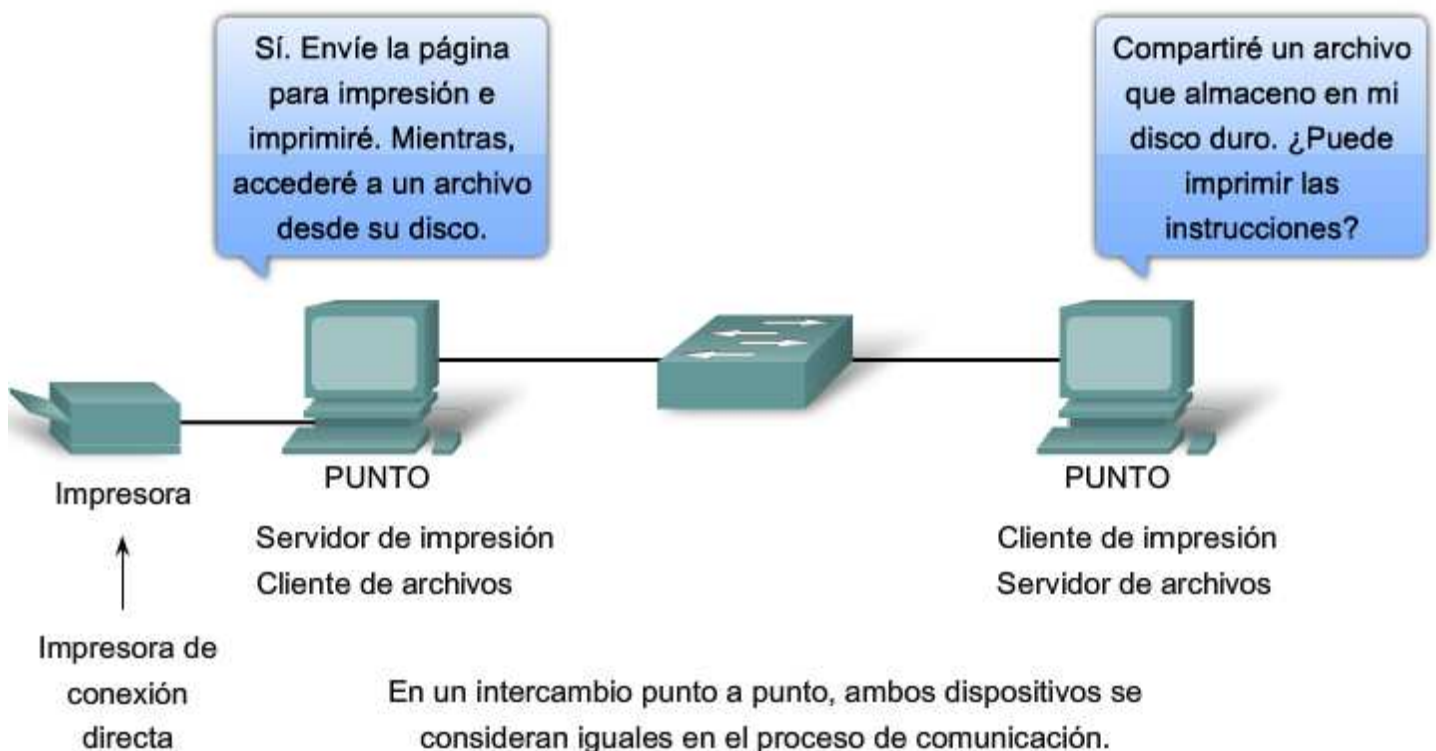 Sí. Envíe la página
para impresión e
imprimiré. Mientras,
accederé a un archivo
desde su disco.
Compartiré un archivo
que almaceno en mi
disco duro. ¿Puede
imprimir las
instrucciones?
Impresora
PUNTO
PUNTO
Servidor de impresión
Cliente de archivos
Cliente de impresión
Servidor de archivos
Impresora de
conexión
directa
En un intercambio punto a punto, ambos dispositivos se
consideran iguales en el proceso de comunicación.